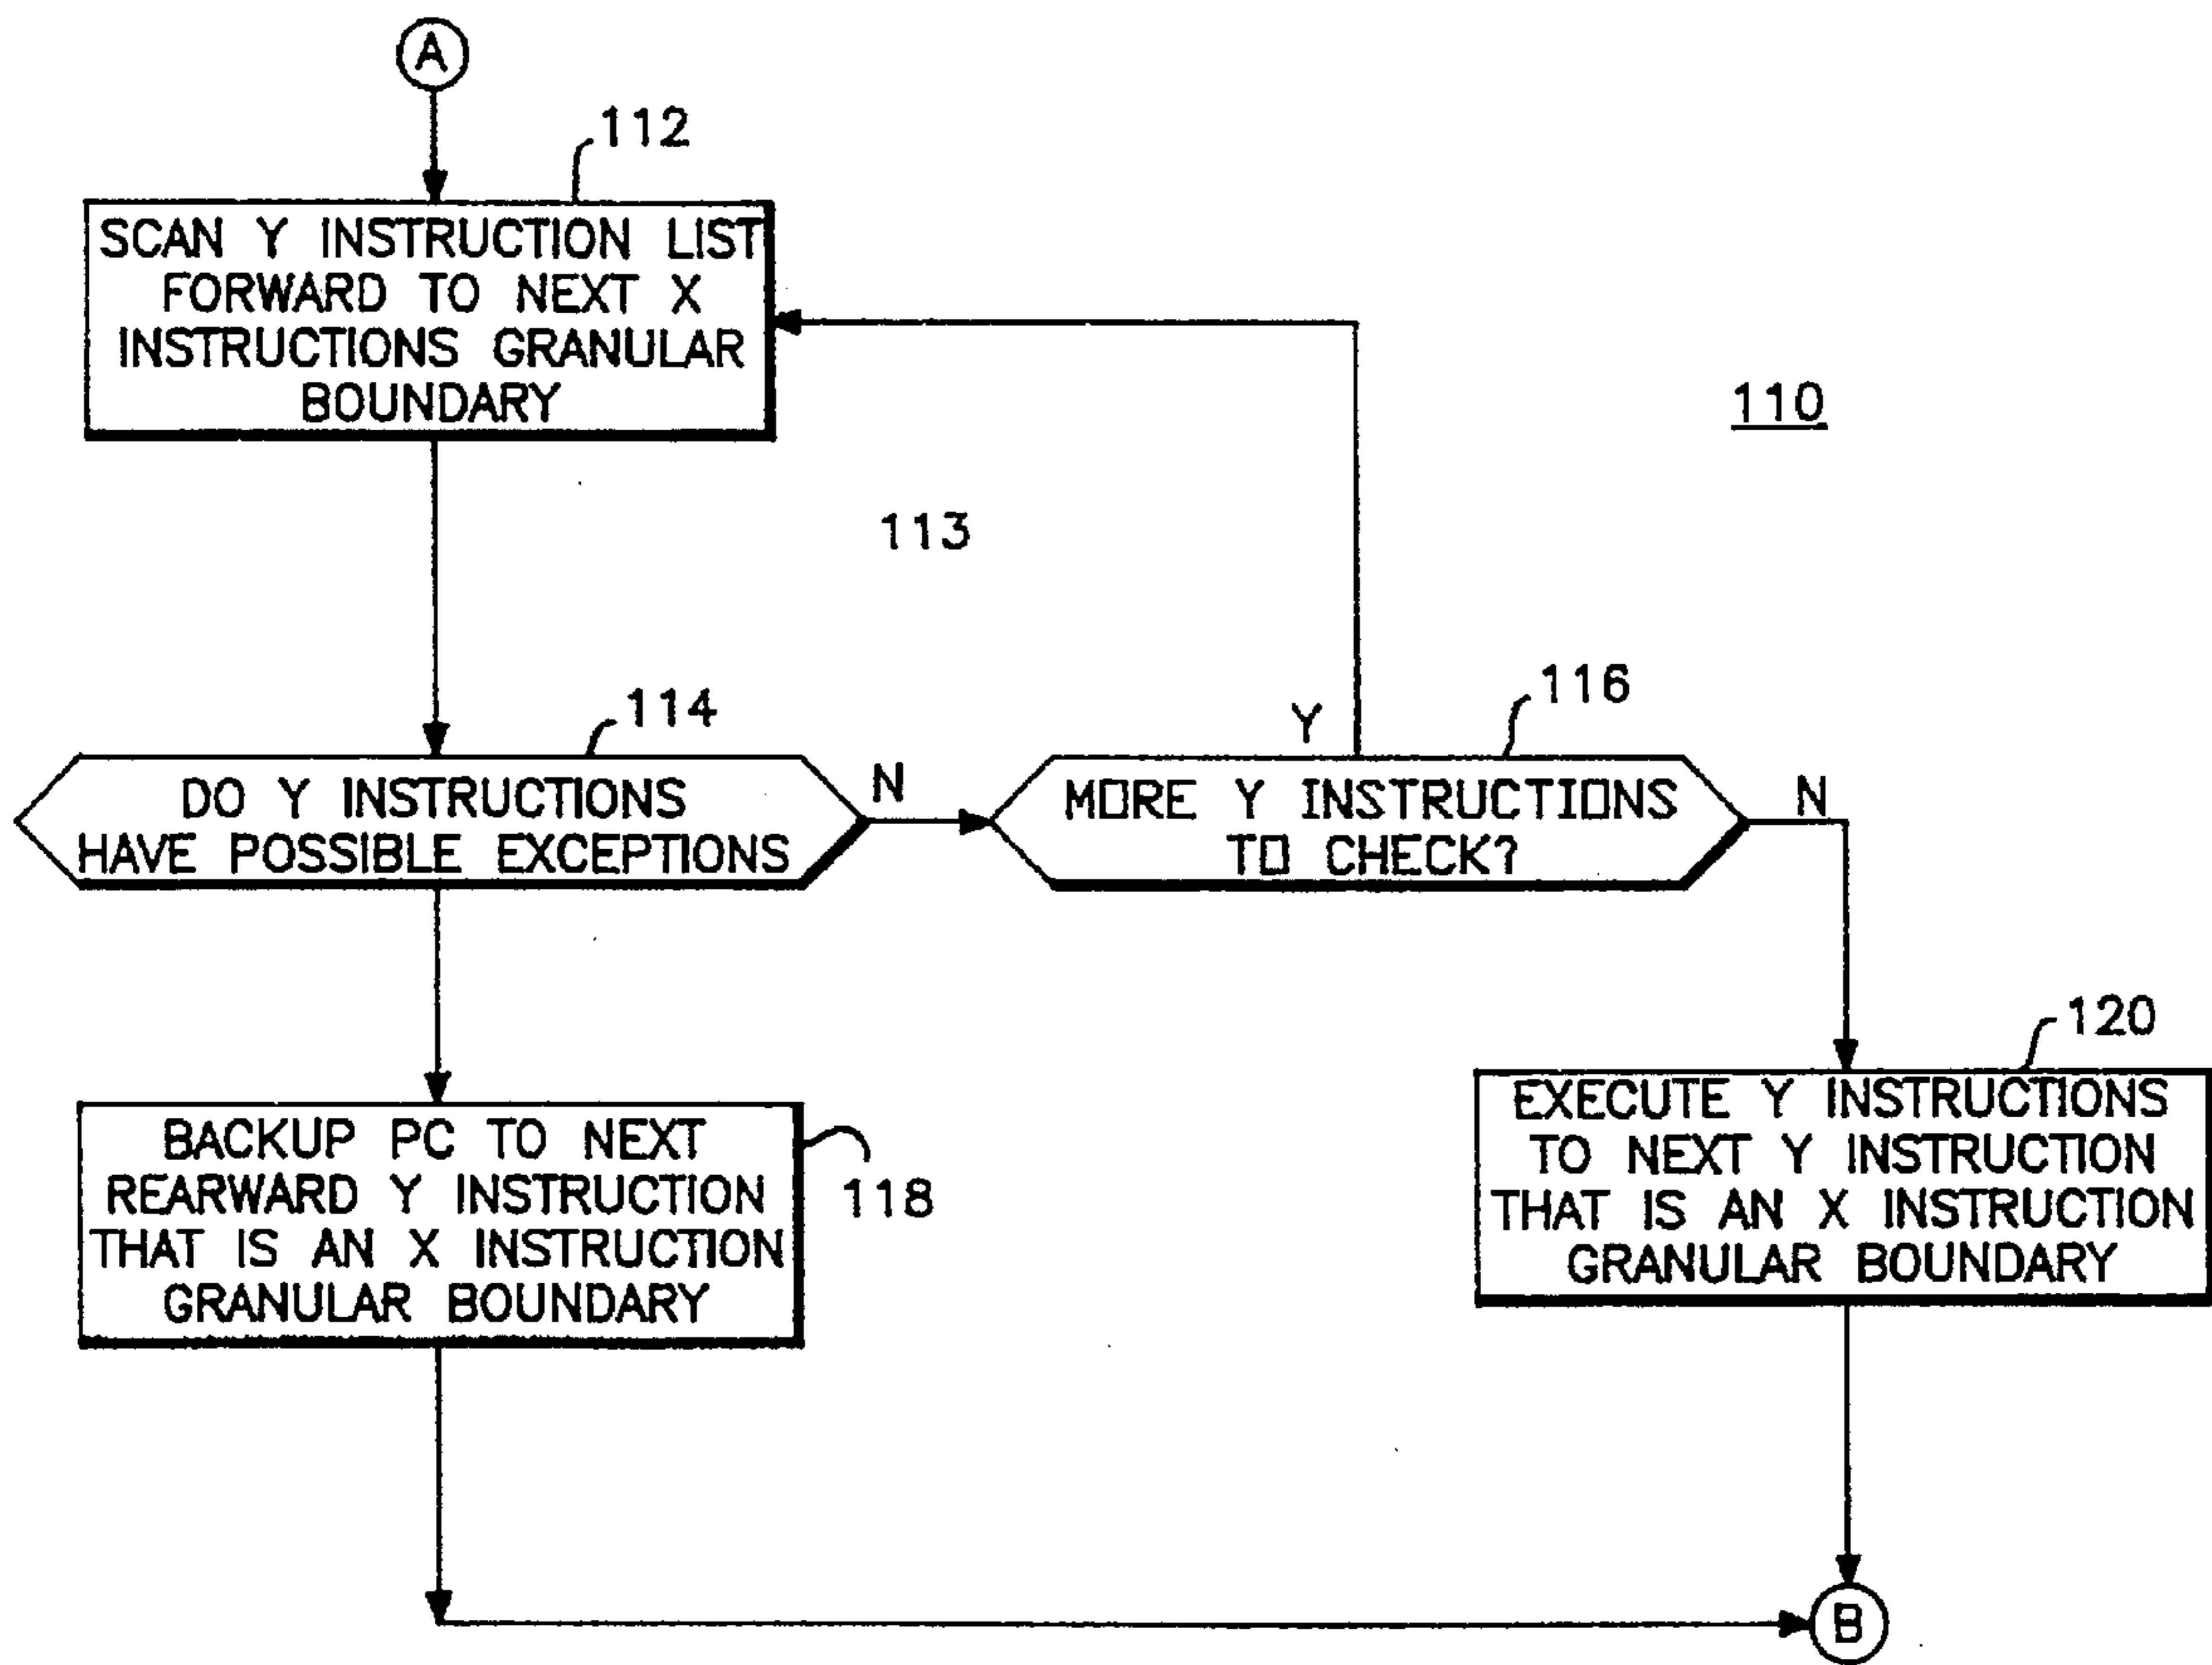 A
112
SCAN Y INSTRUCTION LIST
FORWARD TO NEXT X
INSTRUCTIONS GRANULAR
BOUNDARY
110
113
114
DO Y INSTRUCTIONS
HAVE POSSIBLE EXCEPTIONS
N
116
Y
MORE Y INSTRUCTIONS
TO CHECK?
N
118
BACKUP PC TO NEXT
REARWARD Y INSTRUCTION
THAT IS AN X INSTRUCTION
GRANULAR BOUNDARY
120
EXECUTE Y INSTRUCTIONS
TO NEXT Y INSTRUCTION
THAT IS AN X INSTRUCTION
GRANULAR BOUNDARY
B